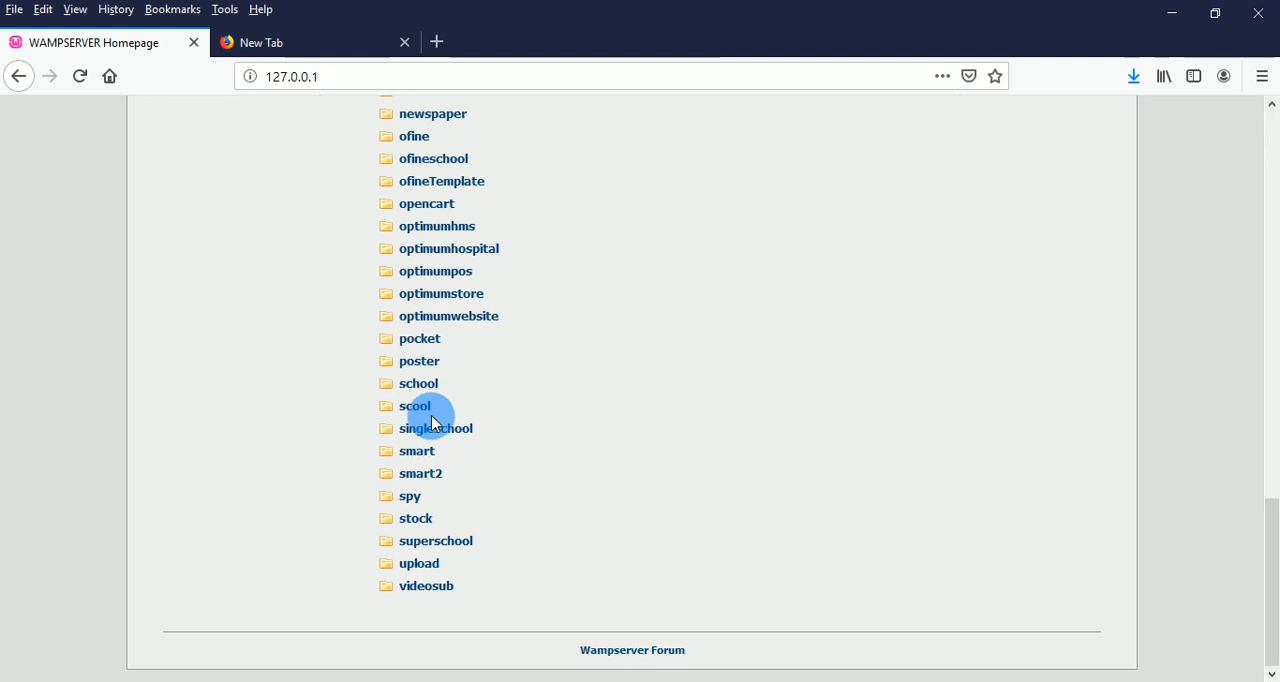 File Edit View History Bookmarks Tools Help
WAMPSERVER Homepage New Tab
127.0.0.1
newspaper
ofine
ofineschool
ofineTemplate
opencart
optimumhms
optimumhospital
optimumpos
optimumstore
optimumwebsite
pocket
poster
school
scool
singleschool
smart
smart2
spy
stock
superschool
upload
videosub
Wampserver Forum